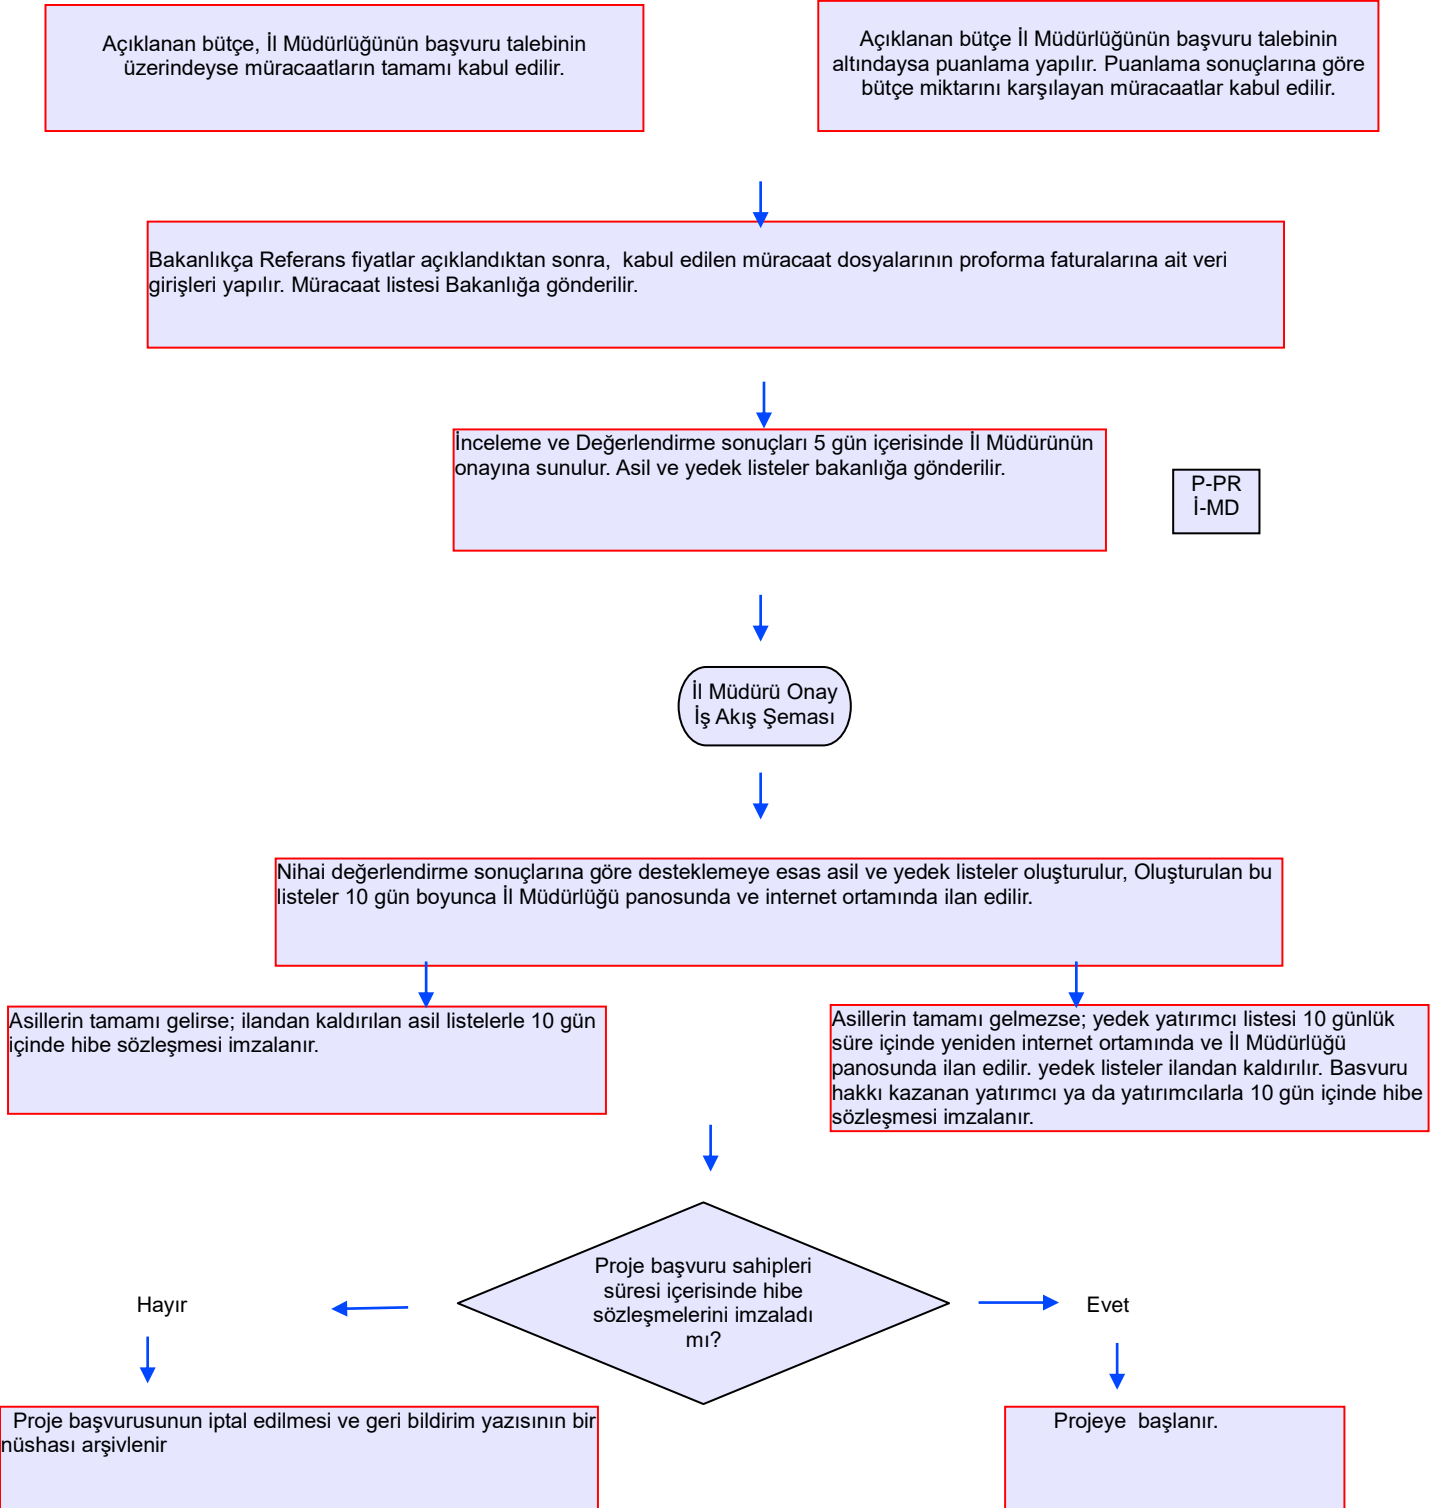 Açıklanan bütçe, İl Müdürlüğünün başvuru talebinin
üzerindeyse müracaatların tamamı kabul edilir.
Açıklanan bütçe İl Müdürlüğünün başvuru talebinin
altındaysa puanlama yapılır. Puanlama sonuçlarına göre
bütçe miktarını karşılayan müracaatlar kabul edilir.
Bakanlıkça Referans fiyatlar açıklandıktan sonra,  kabul edilen müracaat dosyalarının proforma faturalarına ait veri
girişleri yapılır. Müracaat listesi Bakanlığa gönderilir.
İnceleme ve Değerlendirme sonuçları 5 gün içerisinde İl Müdürünün
onayına sunulur. Asil ve yedek listeler bakanlığa gönderilir.
P-PR
İ-MD
İl Müdürü Onay
İş Akış Şeması
Nihai değerlendirme sonuçlarına göre desteklemeye esas asil ve yedek listeler oluşturulur, Oluşturulan bu
listeler 10 gün boyunca İl Müdürlüğü panosunda ve internet ortamında ilan edilir.
Asillerin tamamı gelirse; ilandan kaldırılan asil listelerle 10 gün
içinde hibe sözleşmesi imzalanır.
Asillerin tamamı gelmezse; yedek yatırımcı listesi 10 günlük
süre içinde yeniden internet ortamında ve İl Müdürlüğü
panosunda ilan edilir. yedek listeler ilandan kaldırılır. Basvuru
hakkı kazanan yatırımcı ya da yatırımcılarla 10 gün içinde hibe
sözleşmesi imzalanır.
Proje başvuru sahipleri
süresi içerisinde hibe
sözleşmelerini imzaladı
mı?
Hayır
Evet
Proje başvurusunun iptal edilmesi ve geri bildirim yazısının bir
nüshası arşivlenir
Projeye  başlanır.